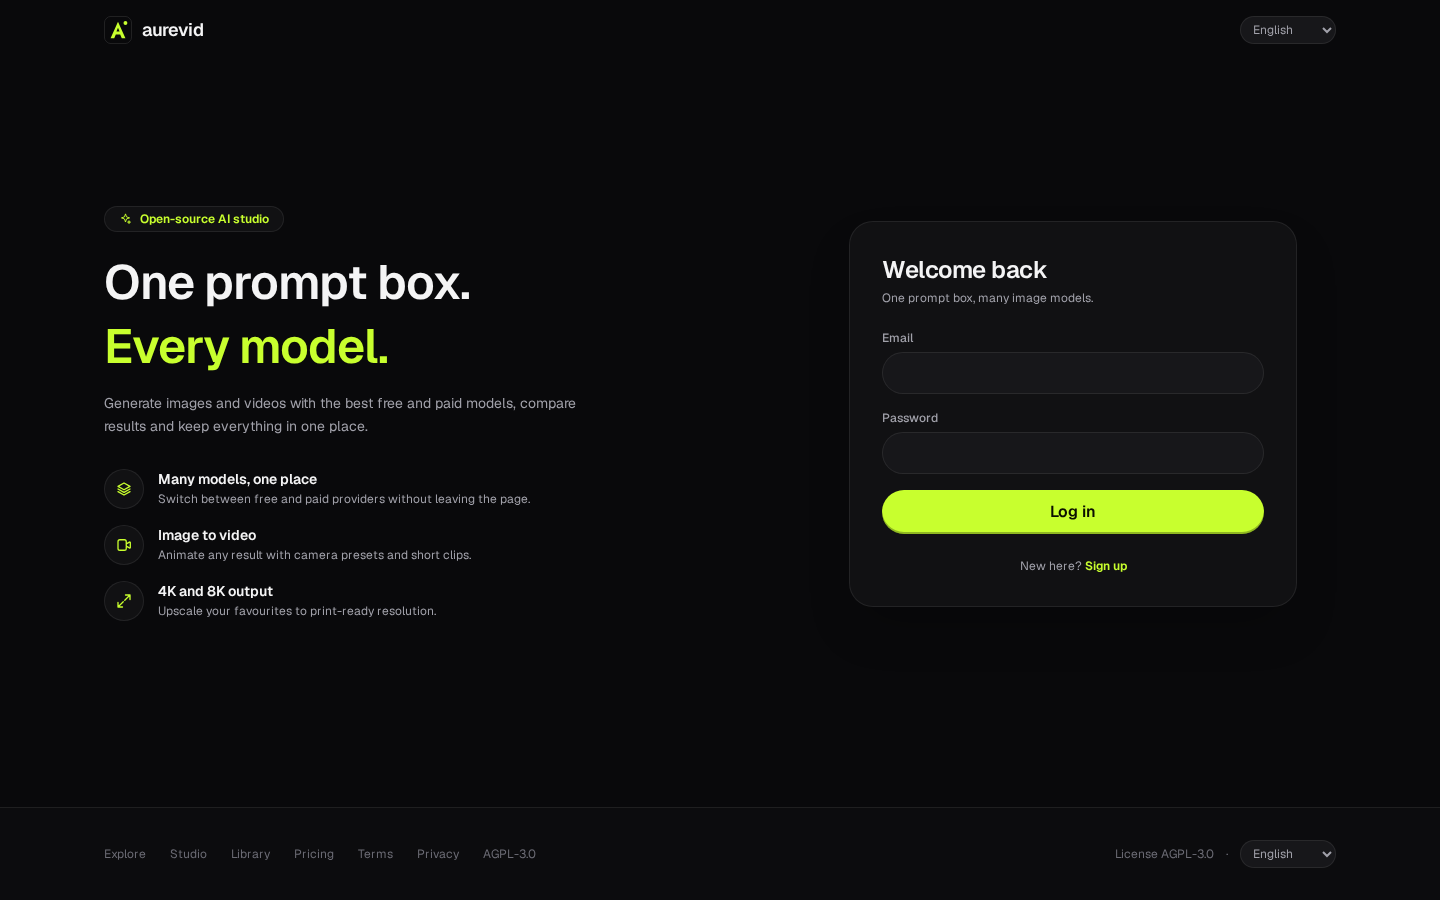 aurevid
English
Open-source AI studio
One prompt box.
Every model.
Generate images and videos with the best free and paid models, compare
results and keep everything in one place.
Many models, one place
Switch between free and paid providers without leaving the page.
Image to video
Animate any result with camera presets and short clips.
4K and 8K output
Upscale your favourites to print-ready resolution.
Welcome back
One prompt box, many image models.
Email
Password
Log in
New here? Sign up
Explore Studio Library Pricing Terms Privacy AGPL-3.0
License AGPL-3.0 · English